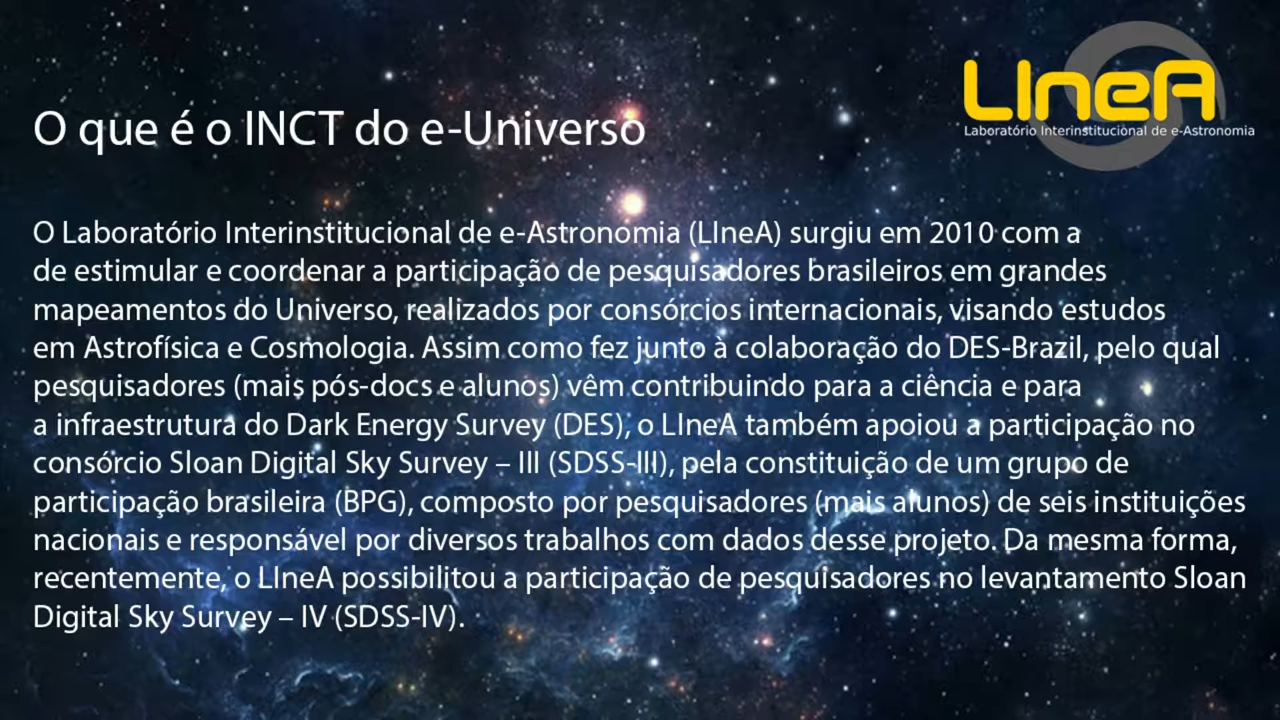 LIneA
Laboratório Interinstitucional de e-Astronomia
O que é o INCT do e-Universo
O Laboratório Interinstitucional de e-Astronomia (LIneA) surgiu em 2010 com a
de estimular e coordenar a participação de pesquisadores brasileiros em grandes
mapeamentos do Universo, realizados por consórcios internacionais, visando estudos
em Astrofísica e Cosmologia. Assim como fez junto à colaboração do DES-Brazil, pelo qual
pesquisadores (mais pós-docs e alunos) vêm contribuindo para a ciência e para
a infraestrutura do Dark Energy Survey (DES), o LIneA também apoiou a participação no
consórcio Sloan Digital Sky Survey – III (SDSS-III), pela constituição de um grupo de
participação brasileira (BPG), composto por pesquisadores (mais alunos) de seis instituições
nacionais e responsável por diversos trabalhos com dados desse projeto. Da mesma forma,
recentemente, o LIneA possibilitou a participação de pesquisadores no levantamento Sloan
Digital Sky Survey – IV (SDSS-IV).